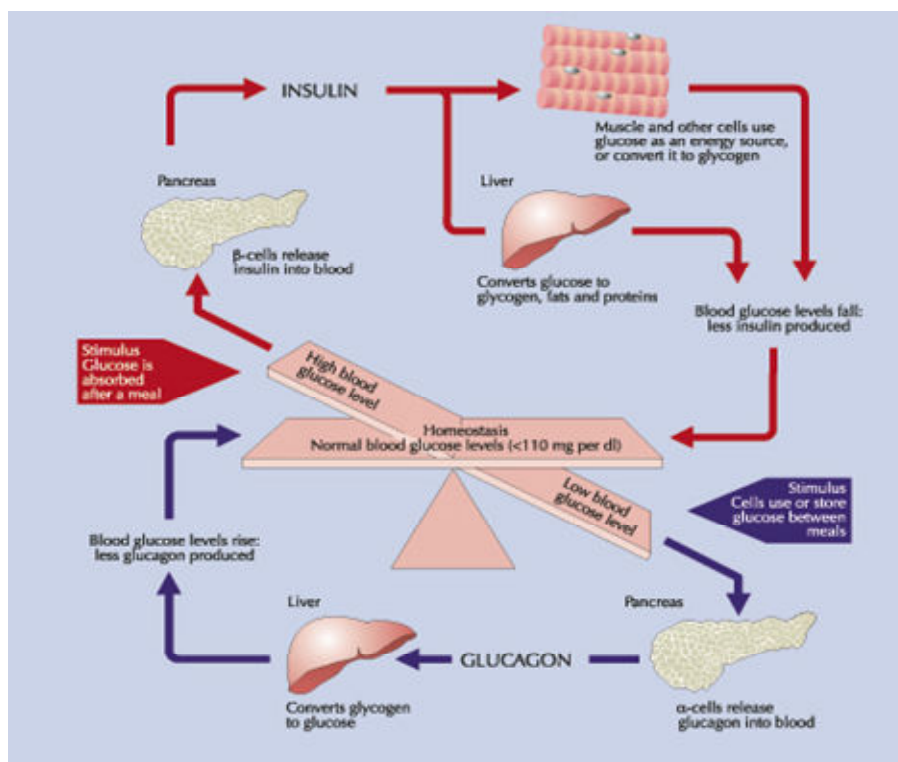 INSULIN
Muscle and other cells use
glucose as an energy source,
or convert it to glycogen
Pancreas
Liver
β-cells release
insulin into blood
Converts glucose to
glycogen, fats and proteins
Blood glucose levels fall:
less insulin produced
Stimulus
Glucose is
absorbed
after a meal
High blood
glucose level
Homeostasis
Normal blood glucose levels (<110 mg per dl)
Low blood
glucose level
Stimulus
Cells use or store
glucose between
meals
Blood glucose levels rise:
less glucagon produced
Liver
Pancreas
GLUCAGON
Converts glycogen
to glucose
α-cells release
glucagon into blood